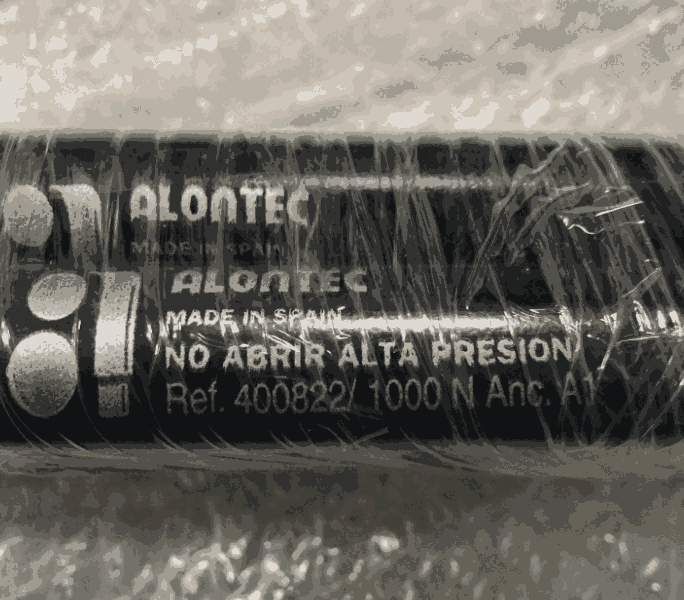 ALONTEC
MADE IN SPAIN
ALONTEC
MADE IN SPAIN
NO ABRIR ALTA PRESION
Ref. 400822/ 1000 N Anc. A1